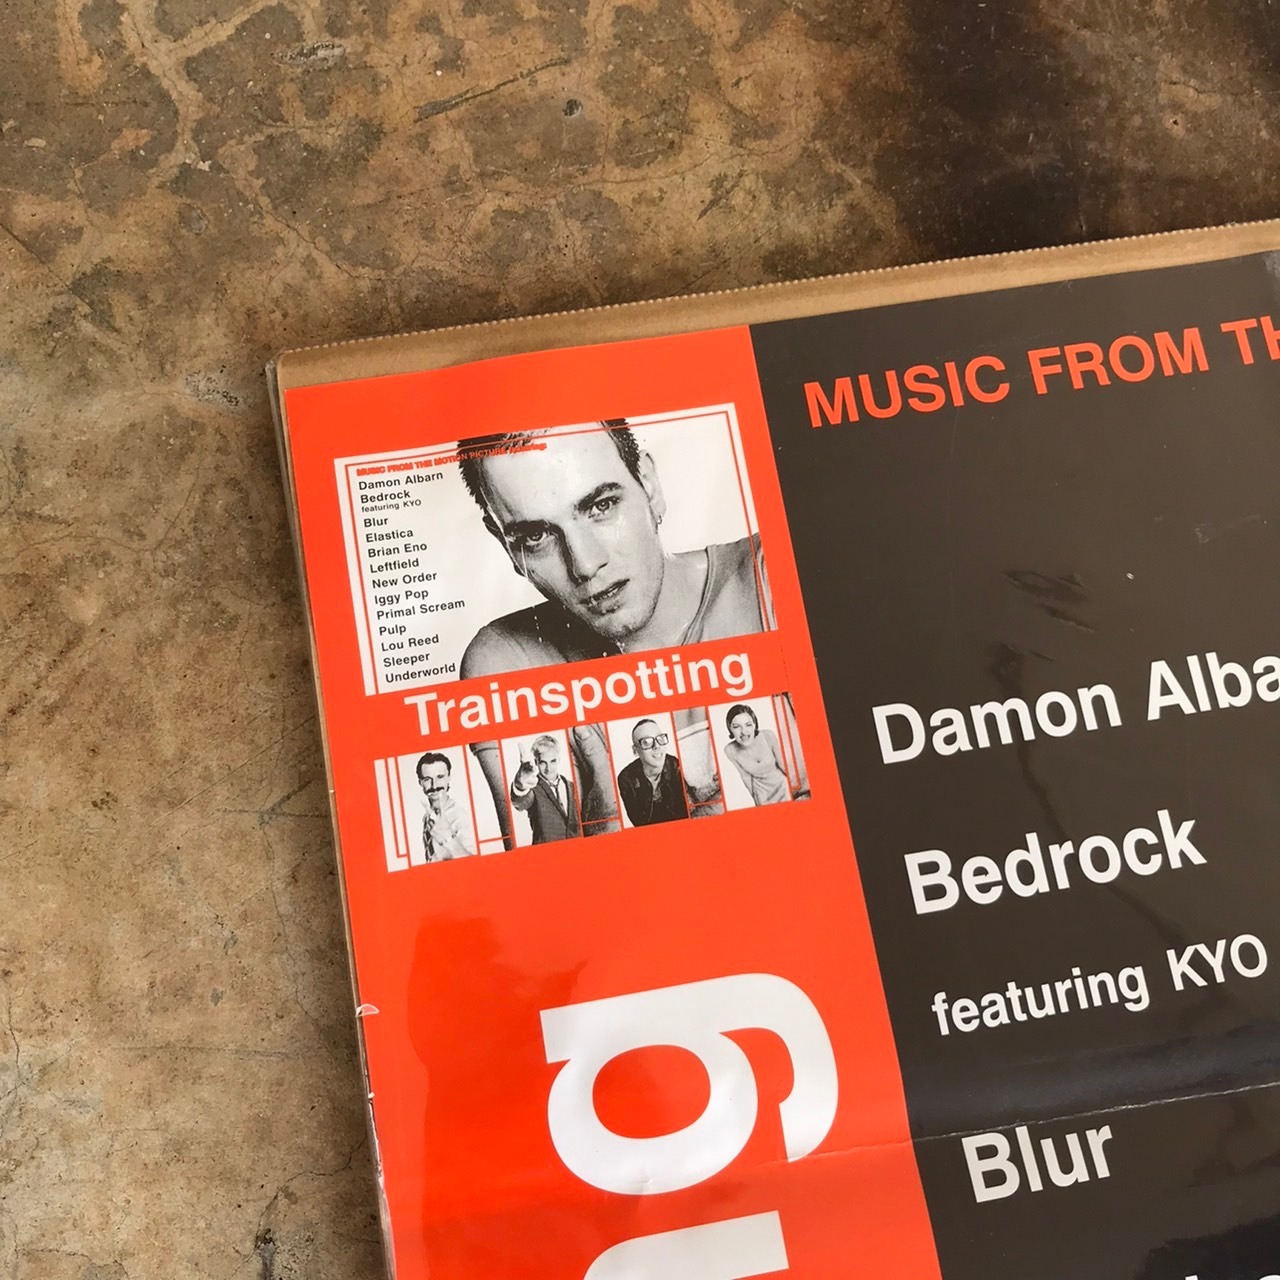 MUSIC FROM THE MOTION PICTURE
Damon Albarn
Bedrock
featuring KYO
Blur
Elastica
Brian Eno
Leftfield
New Order
Iggy Pop
Primal Scream
Pulp
Lou Reed
Sleeper
Underworld
Trainspotting
ng
MUSIC FROM TH
Damon Alba
Bedrock
featuring KYO
Blur